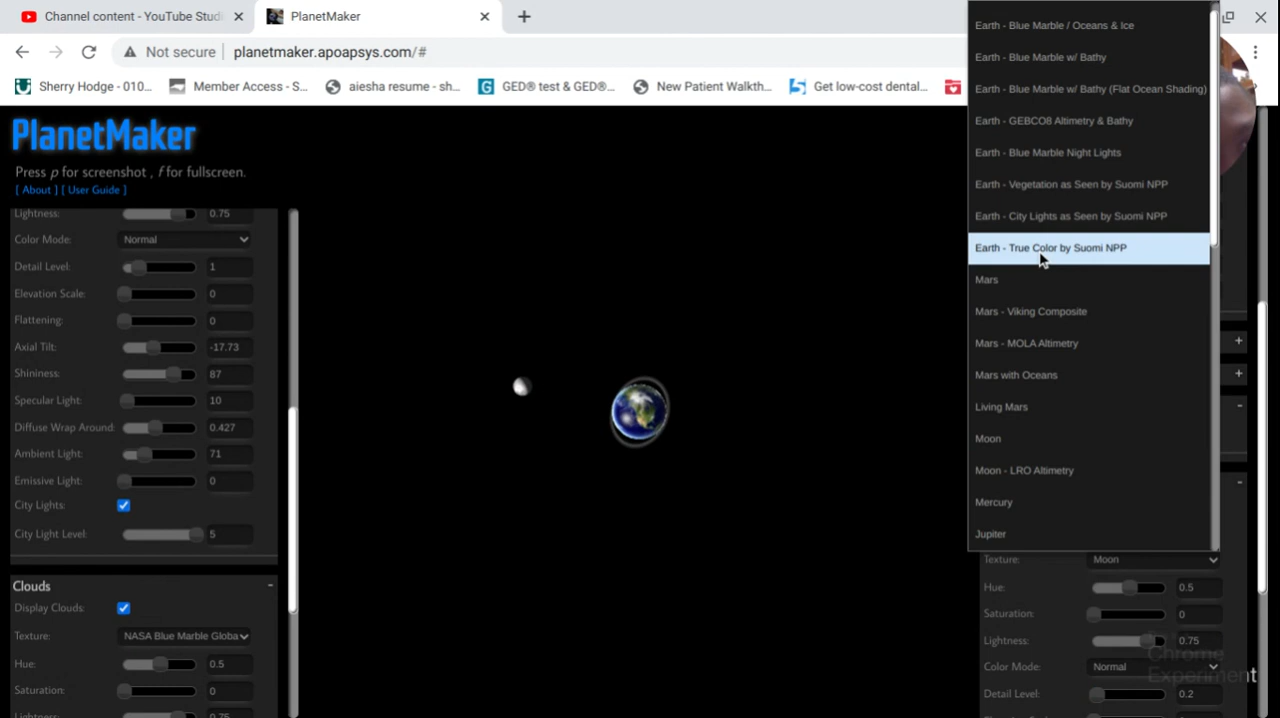 Channel content - YouTube Studi
PlanetMaker
Not secure planetmaker.apoapsys.com/#
Sherry Hodge - 010...
Member Access - S...
aiesha resume - sh...
GED® test & GED®...
New Patient Walkth...
Get low-cost dental...
PlanetMaker
Press p for screenshot , f for fullscreen.
[ About ] [ User Guide ]
Lightness: 0.75
Color Mode: Normal
Detail Level: 1
Elevation Scale: 0
Flattening: 0
Axial Tilt: -17.73
Shininess: 87
Specular Light: 10
Diffuse Wrap Around: 0.427
Ambient Light: 71
Emissive Light: 0
City Lights:
City Light Level: 5
Clouds -
Display Clouds:
Texture: NASA Blue Marble Globa
Hue: 0.5
Saturation: 0
Lightness: 0.75
Earth - Blue Marble / Oceans & Ice
Earth - Blue Marble w/ Bathy
Earth - Blue Marble w/ Bathy (Flat Ocean Shading)
Earth - GEBCO8 Altimetry & Bathy
Earth - Blue Marble Night Lights
Earth - Vegetation as Seen by Suomi NPP
Earth - City Lights as Seen by Suomi NPP
Earth - True Color by Suomi NPP
Mars
Mars - Viking Composite
Mars - MOLA Altimetry
Mars with Oceans
Living Mars
Moon
Moon - LRO Altimetry
Mercury
Jupiter
Texture: Moon
Hue: 0.5
Saturation: 0
Lightness: 0.75
Color Mode: Normal
Detail Level: 0.2
Chrome
Experiment